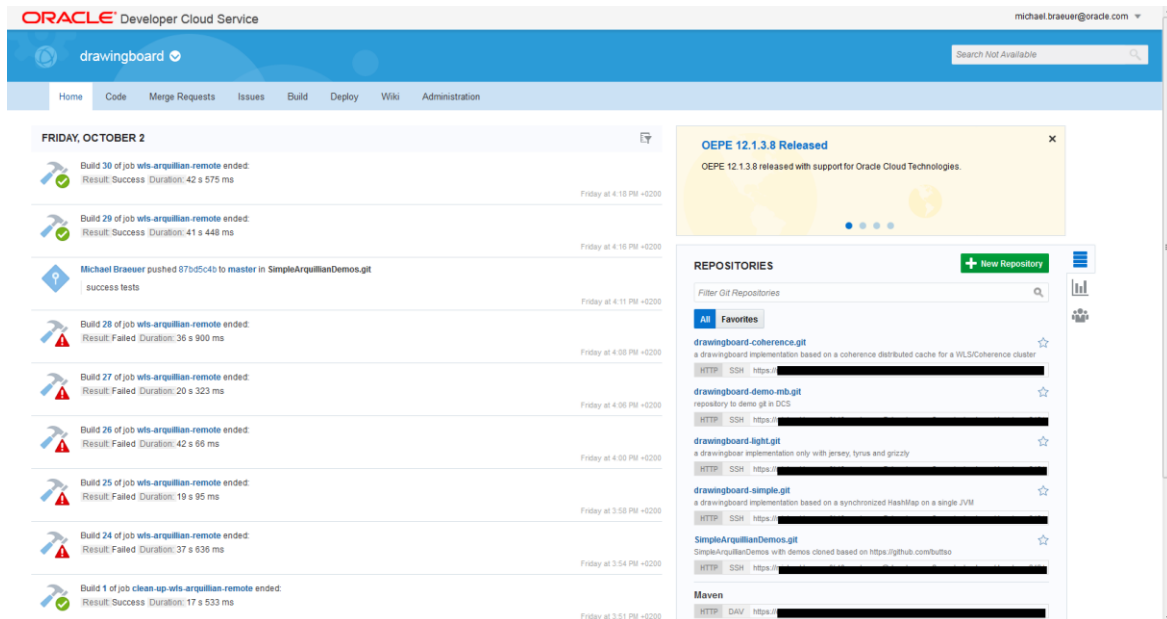 ORACLE Developer Cloud Service
michael.braeuer@oracle.com
drawingboard
Search Not Available
Home Code Merge Requests Issues Build Deploy Wiki Administration
FRIDAY, OCTOBER 2
Build 30 of job wls-arquillian-remote ended:
Result: Success Duration: 42 s 575 ms
Friday at 4:18 PM +0200
Build 29 of job wls-arquillian-remote ended:
Result: Success Duration: 41 s 448 ms
Friday at 4:16 PM +0200
Michael Braeuer pushed 87bd5c4b to master in SimpleArquillianDemos.git
success tests
Friday at 4:11 PM +0200
Build 28 of job wls-arquillian-remote ended:
Result: Failed Duration: 36 s 900 ms
Friday at 4:08 PM +0200
Build 27 of job wls-arquillian-remote ended:
Result: Failed Duration: 20 s 323 ms
Friday at 4:06 PM +0200
Build 26 of job wls-arquillian-remote ended:
Result: Failed Duration: 42 s 66 ms
Friday at 4:00 PM +0200
Build 25 of job wls-arquillian-remote ended:
Result: Failed Duration: 19 s 95 ms
Friday at 3:58 PM +0200
Build 24 of job wls-arquillian-remote ended:
Result: Failed Duration: 37 s 636 ms
Friday at 3:54 PM +0200
Build 1 of job clean-up-wls-arquillian-remote ended:
Result: Success Duration: 17 s 533 ms
Friday at 3:51 PM +0200
OEPE 12.1.3.8 Released
OEPE 12.1.3.8 released with support for Oracle Cloud Technologies.
REPOSITORIES
New Repository
Filter Git Repositories
All Favorites
drawingboard-coherence.git
a drawingboard implementation based on a coherence distributed cache for a WLS/Coherence cluster
HTTP SSH https://
drawingboard-demo-mb.git
repository to demo git in DCS
HTTP SSH https://
drawingboard-light.git
a drawingboar implementation only with jersey, tyrus and grizzly
HTTP SSH https://
drawingboard-simple.git
a drawingboard implementation based on a synchronized HashMap on a single JVM
HTTP SSH https://
SimpleArquillianDemos.git
SimpleArquillianDemos with demos cloned based on https://github.com/buttso
HTTP SSH https://
Maven
HTTP DAV https://